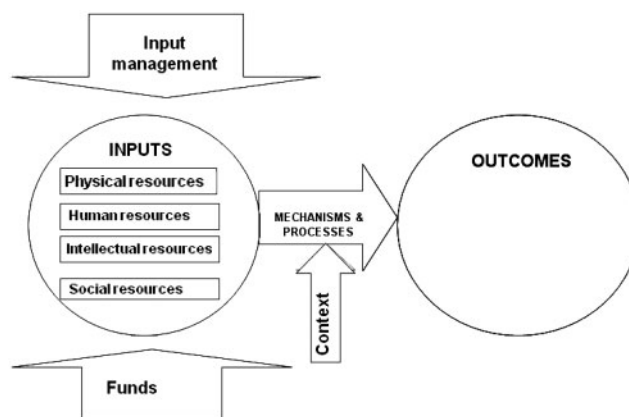 Input
management
INPUTS
Physical resources
Human resources
Intellectual resources
Social resources
MECHANISMS &
PROCESSES
OUTCOMES
Context
Funds